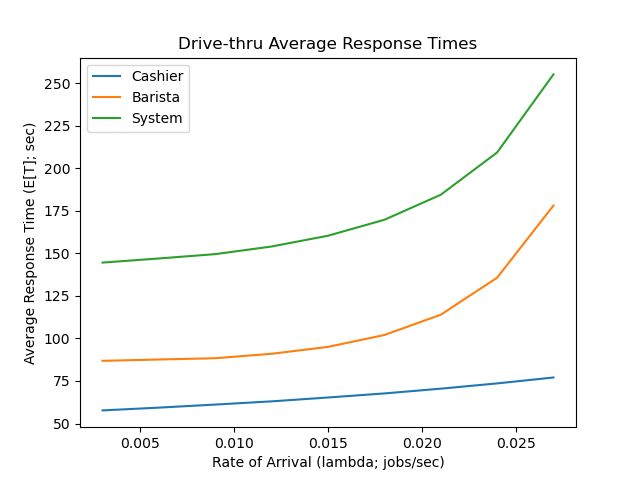 Drive-thru Average Response Times
Cashier
Barista
System
Average Response Time (E[T]; sec)
250
225
200
175
150
125
100
75
50
0.005
0.010
0.015
0.020
0.025
Rate of Arrival (lambda; jobs/sec)